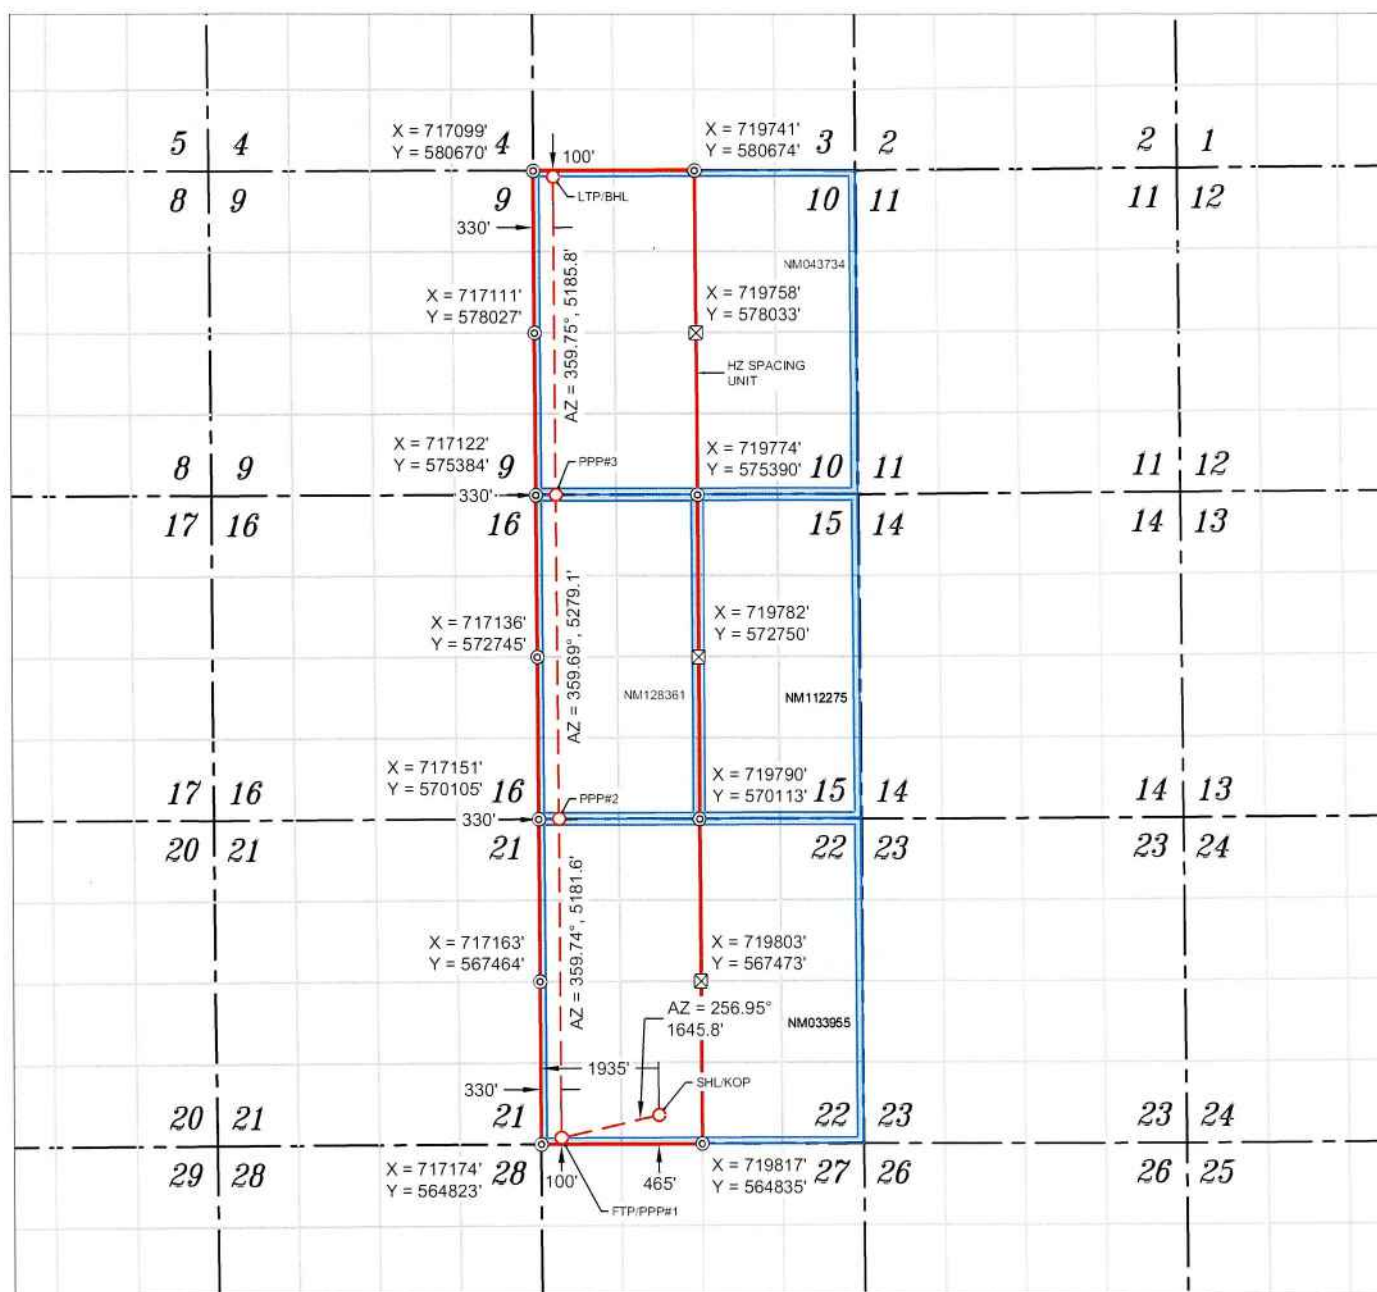 X = 717099'
Y = 580670'
X = 719741'
Y = 580674'
5 4
4
3 2
2 1
100'
8 9
9
LTP/BHL
10 11
11 12
330'
NM043734
AZ = 359.75°, 5185.8'
X = 717111'
Y = 578027'
X = 719758'
Y = 578033'
HZ SPACING
UNIT
X = 717122'
Y = 575384'
X = 719774'
Y = 575390'
8 9
9
PPP#3
10 11
11 12
330'
17 16
16
15 14
14 13
AZ = 359.69°, 5279.1'
X = 717136'
Y = 572745'
X = 719782'
Y = 572750'
NM128361
NM112275
X = 717151'
Y = 570105'
X = 719790'
Y = 570113'
17 16
16
PPP#2
15 14
14 13
330'
20 21
21
22 23
23 24
AZ = 359.74°, 5181.6'
X = 717163'
Y = 567464'
X = 719803'
Y = 567473'
AZ = 256.95°
1645.8'
NM033955
1935'
SHL/KOP
330'
20 21
21
22 23
23 24
29 28
X = 717174'
Y = 564823'
28
100'
465'
X = 719817'
Y = 564835'
27 26
26 25
FTP/PPP#1